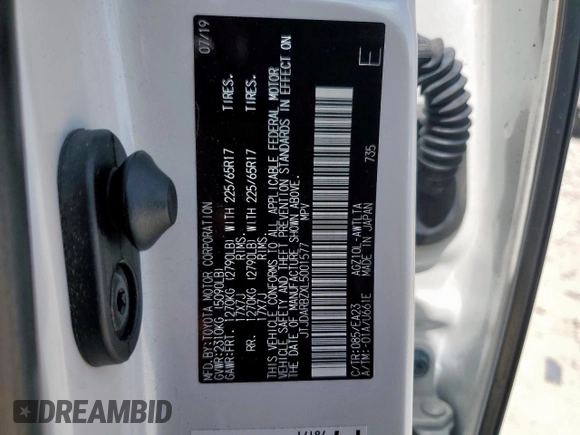 07/19
MFD.BY:TOYOTA MOTOR CORPORATION
GVWR:2310KG (5090LB)
GAWR:FRT. 1270KG (2790LB) WITH 225/65R17 TIRES.
17X7J RIMS.
RR. 1270KG (2790LB) WITH 225/65R17 TIRES.
17X7J RIMS.
THIS VEHICLE CONFORMS TO ALL APPLICABLE FEDERAL MOTOR
VEHICLE SAFETY AND THEFT PREVENTION STANDARDS IN EFFECT ON
THE DATE OF MANUFACTURE SHOWN ABOVE.
JTJDARBZXL5001577 MPV
E
C/TR:085/EA23 AGZ10L-AWTLTA
A/TM:-01A/U661E MADE IN JAPAN 735
DREAMBID